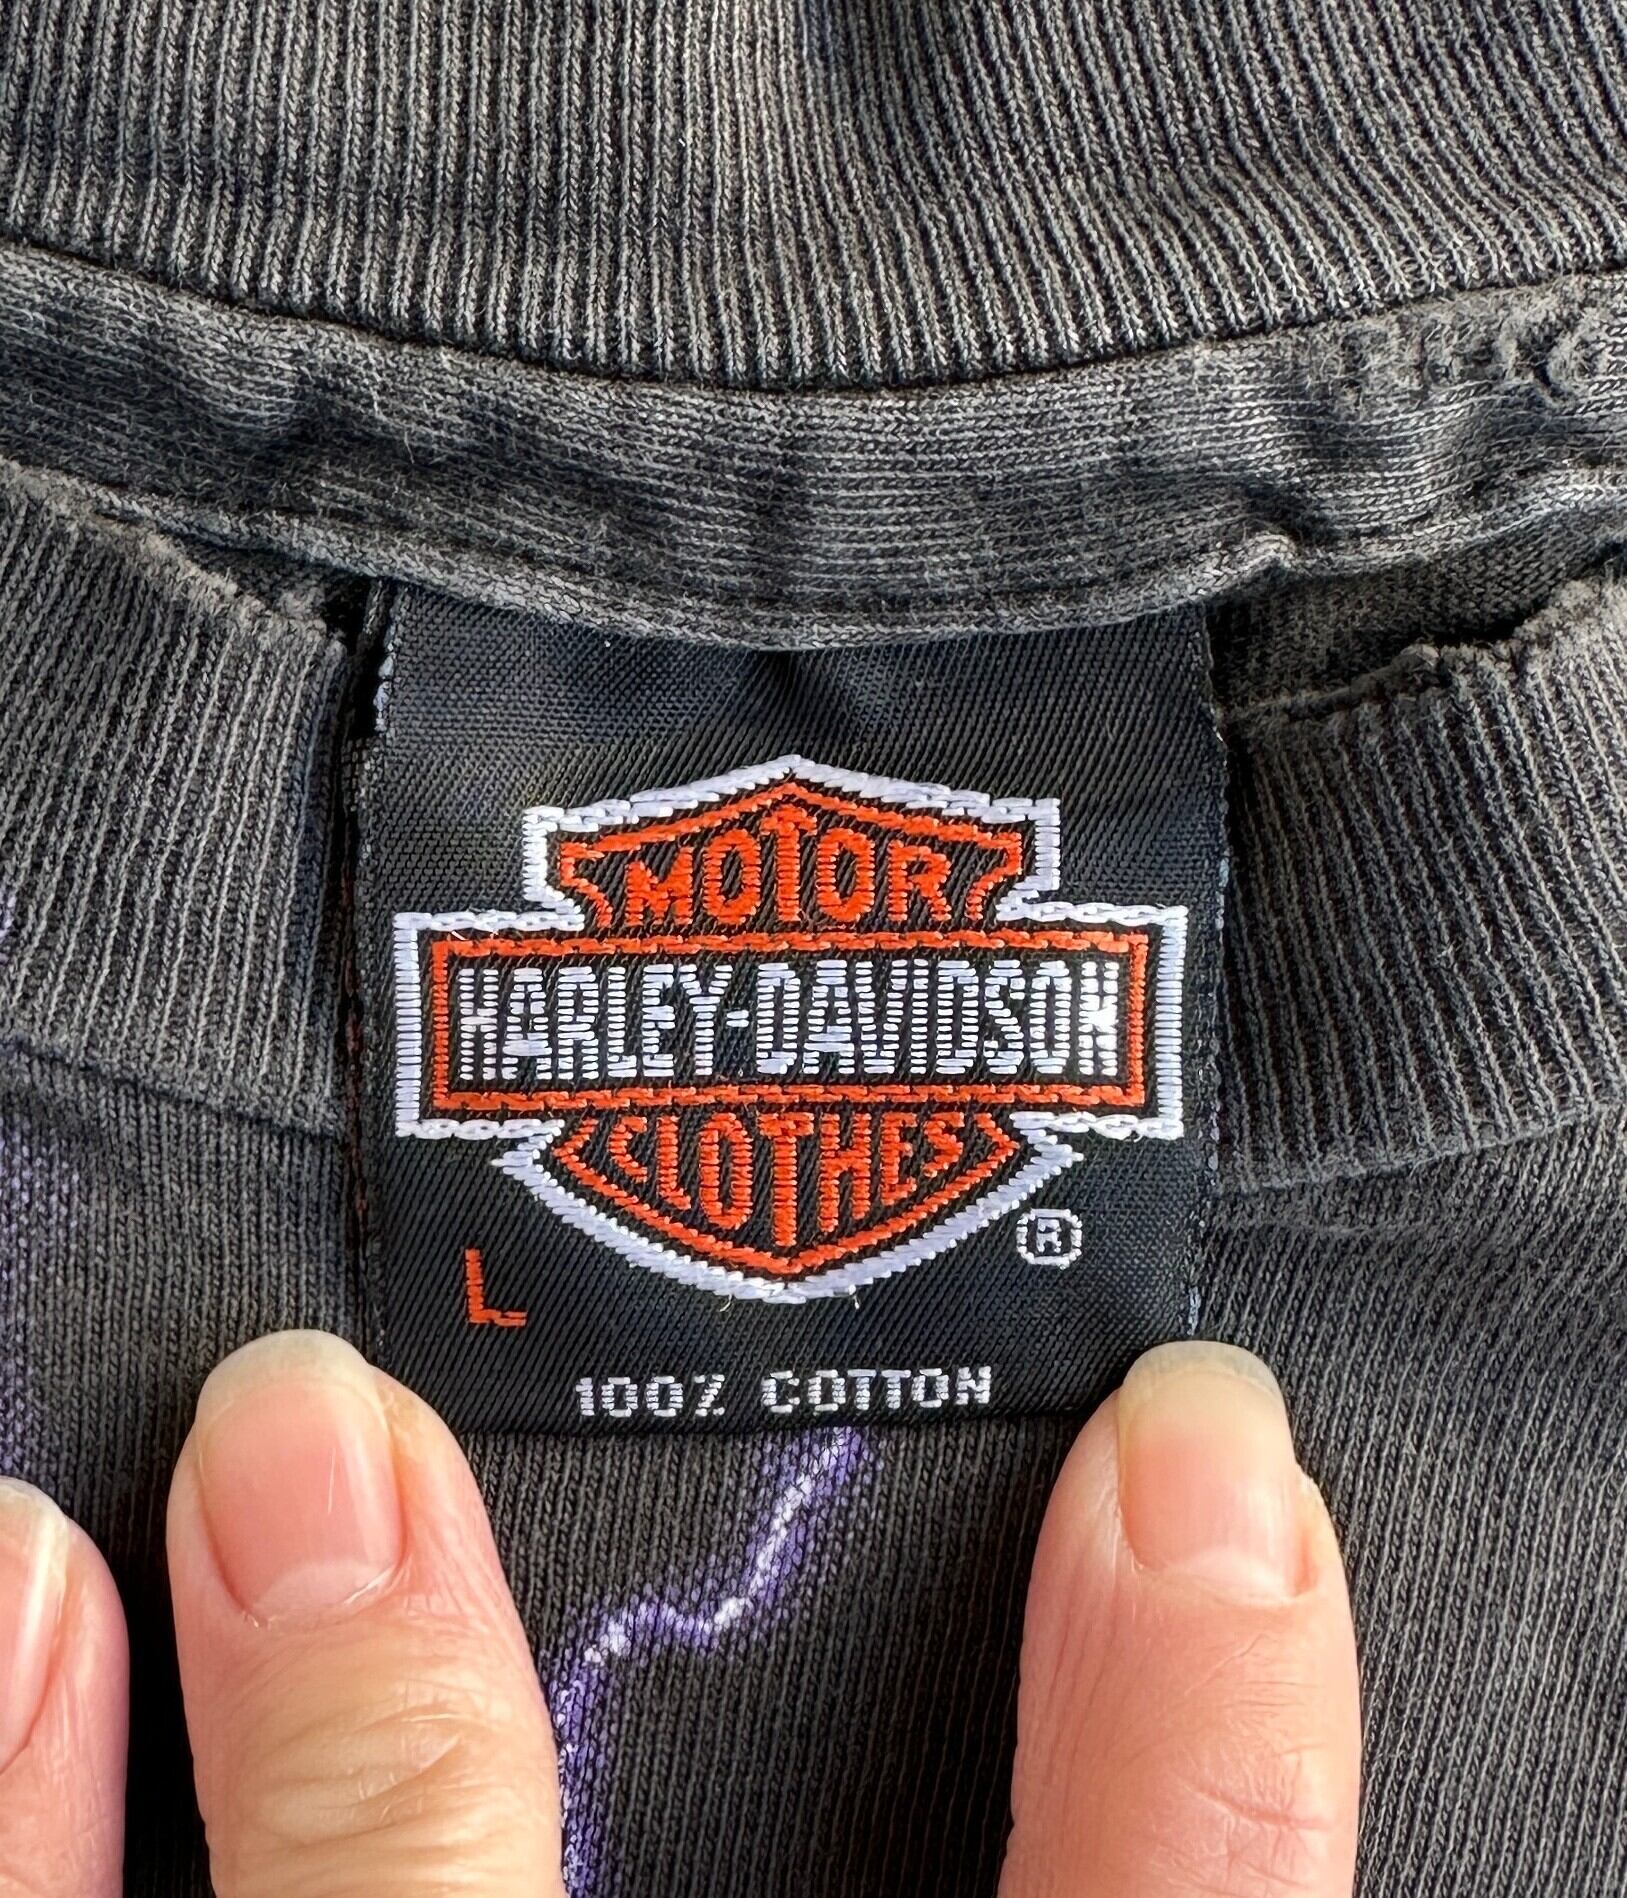 MOTOR
HARLEY-DAVIDSON
CLOTHES
®
L
100% COTTON